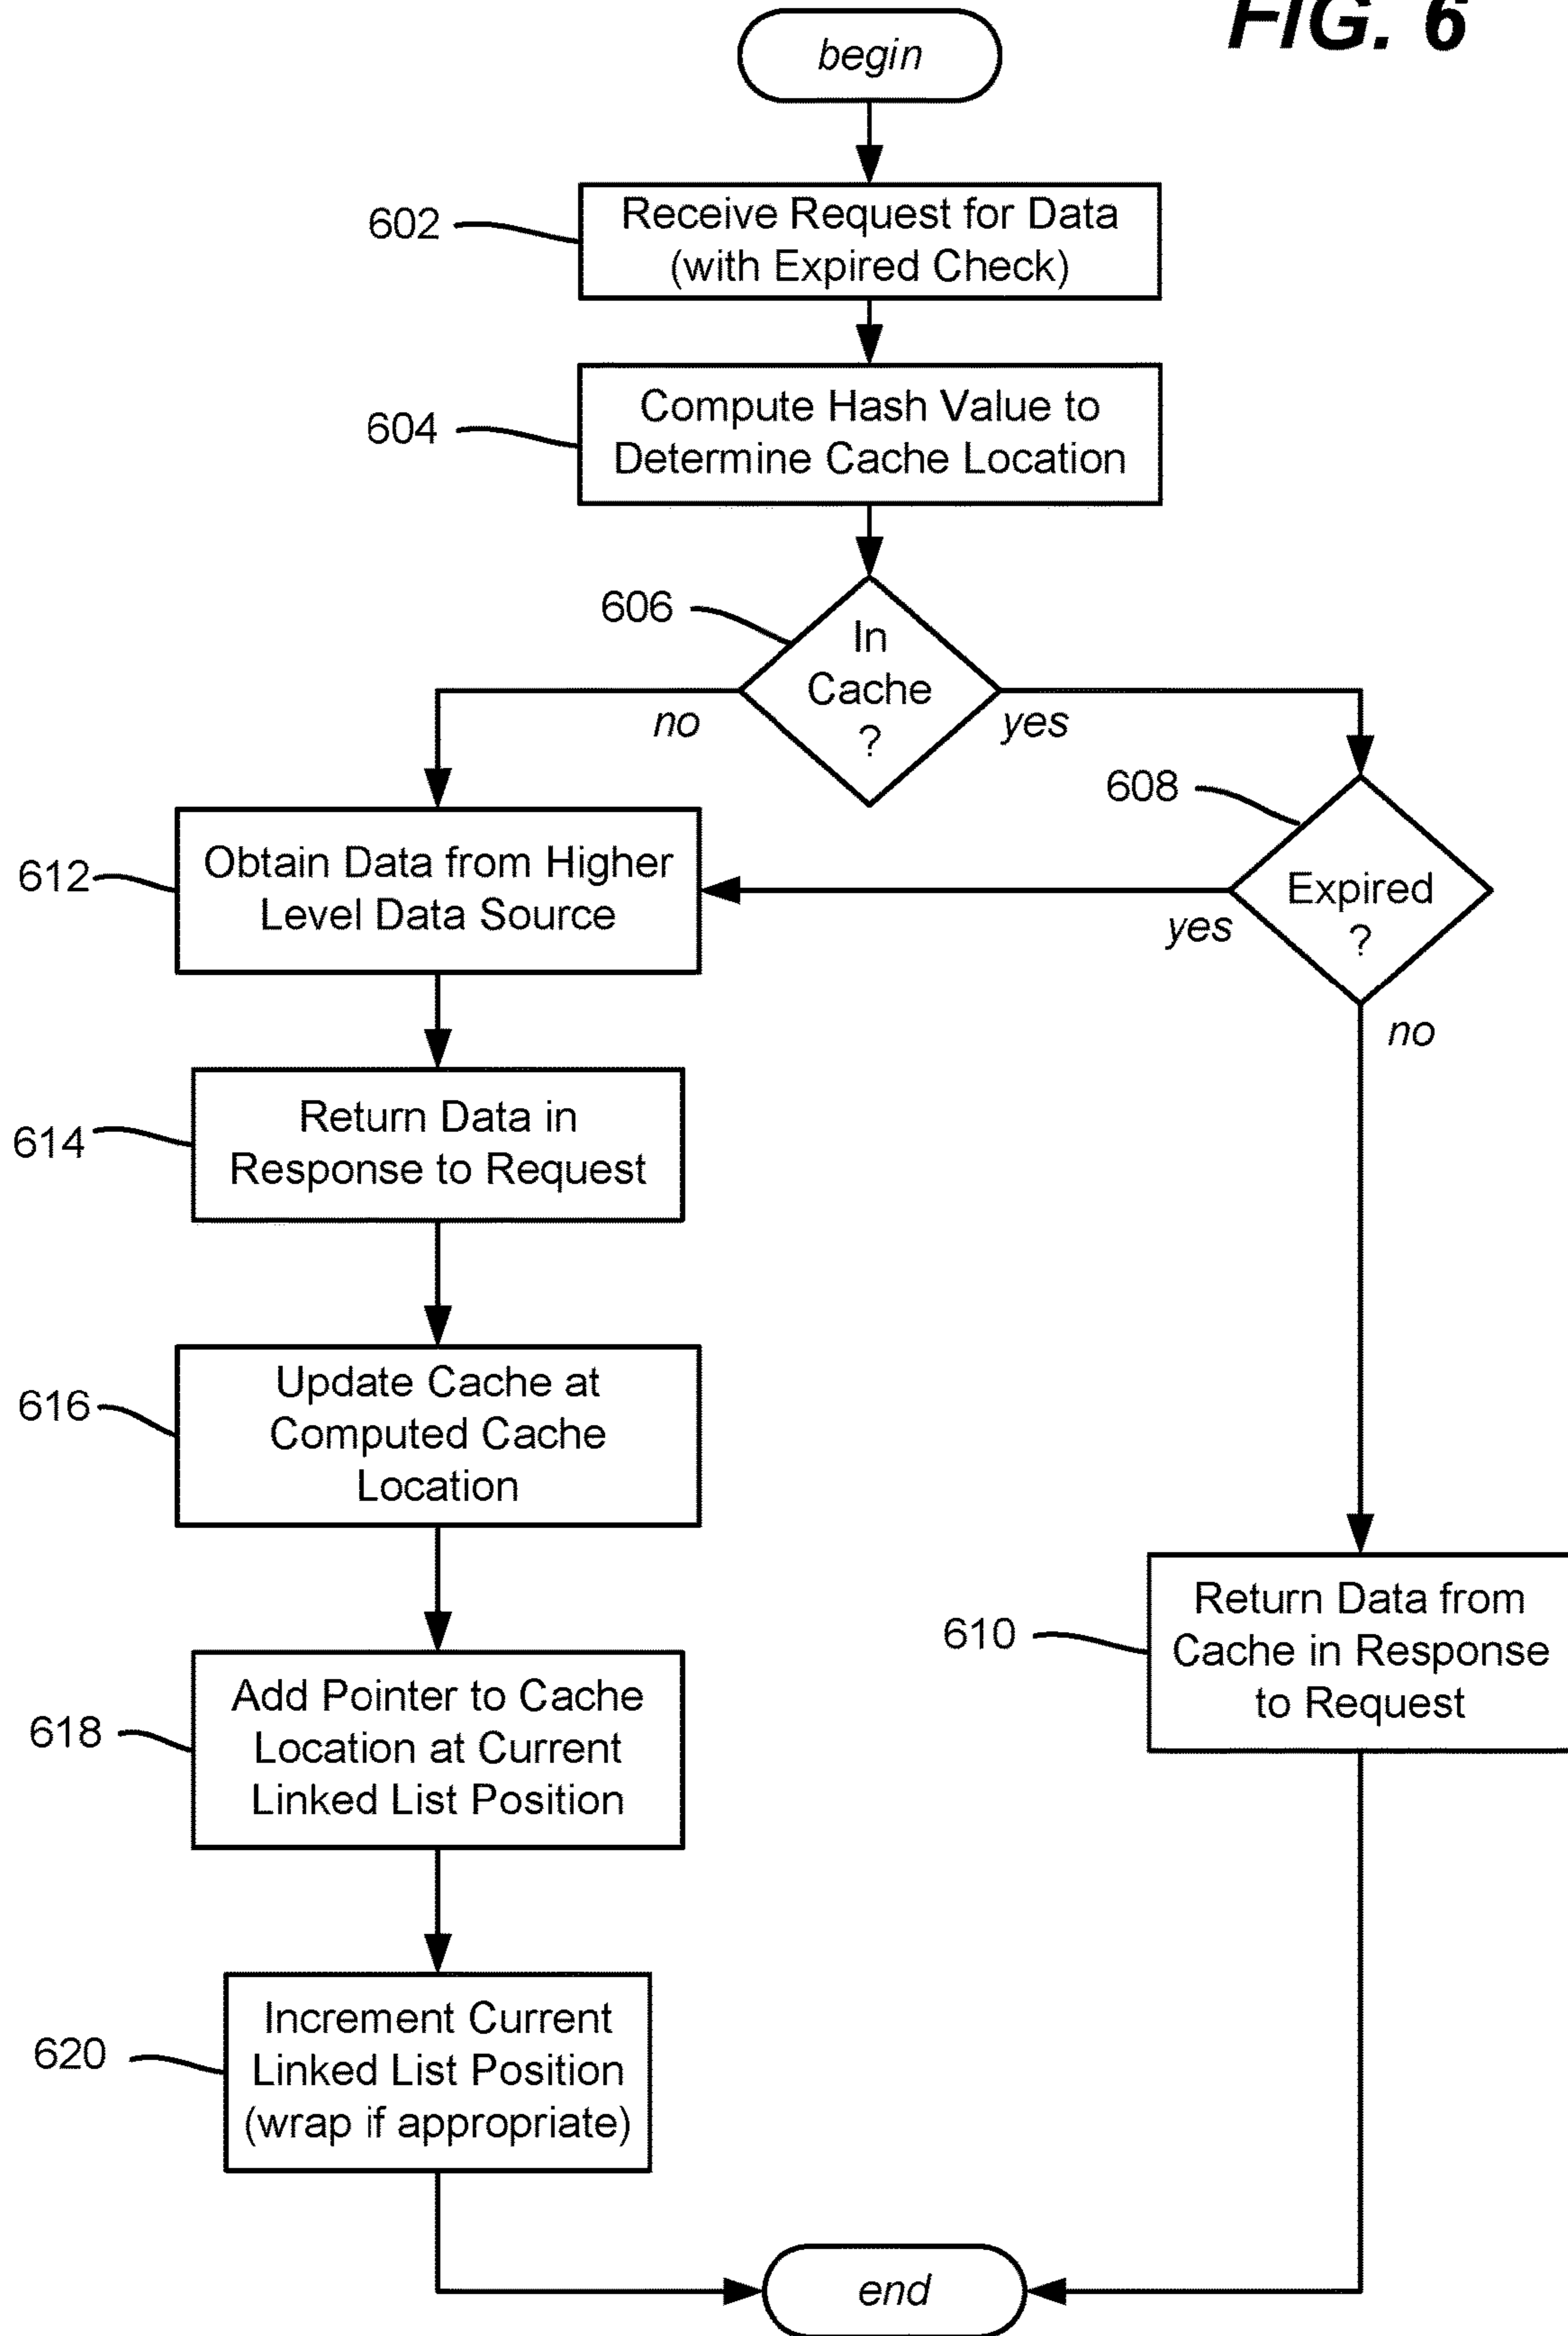 FIG. 6
begin
602
Receive Request for Data
(with Expired Check)
604
Compute Hash Value to
Determine Cache Location
606
In
Cache
?
no
yes
608
Expired
?
yes
no
612
Obtain Data from Higher
Level Data Source
614
Return Data in
Response to Request
616
Update Cache at
Computed Cache
Location
618
Add Pointer to Cache
Location at Current
Linked List Position
610
Return Data from
Cache in Response
to Request
620
Increment Current
Linked List Position
(wrap if appropriate)
end